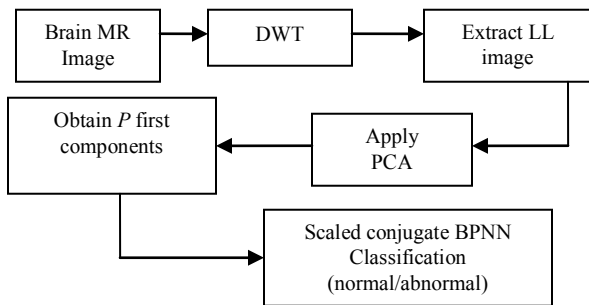 Brain MR
Image
DWT
Extract LL
image
Apply
PCA
Obtain P first
components
Scaled conjugate BPNN
Classification
(normal/abnormal)